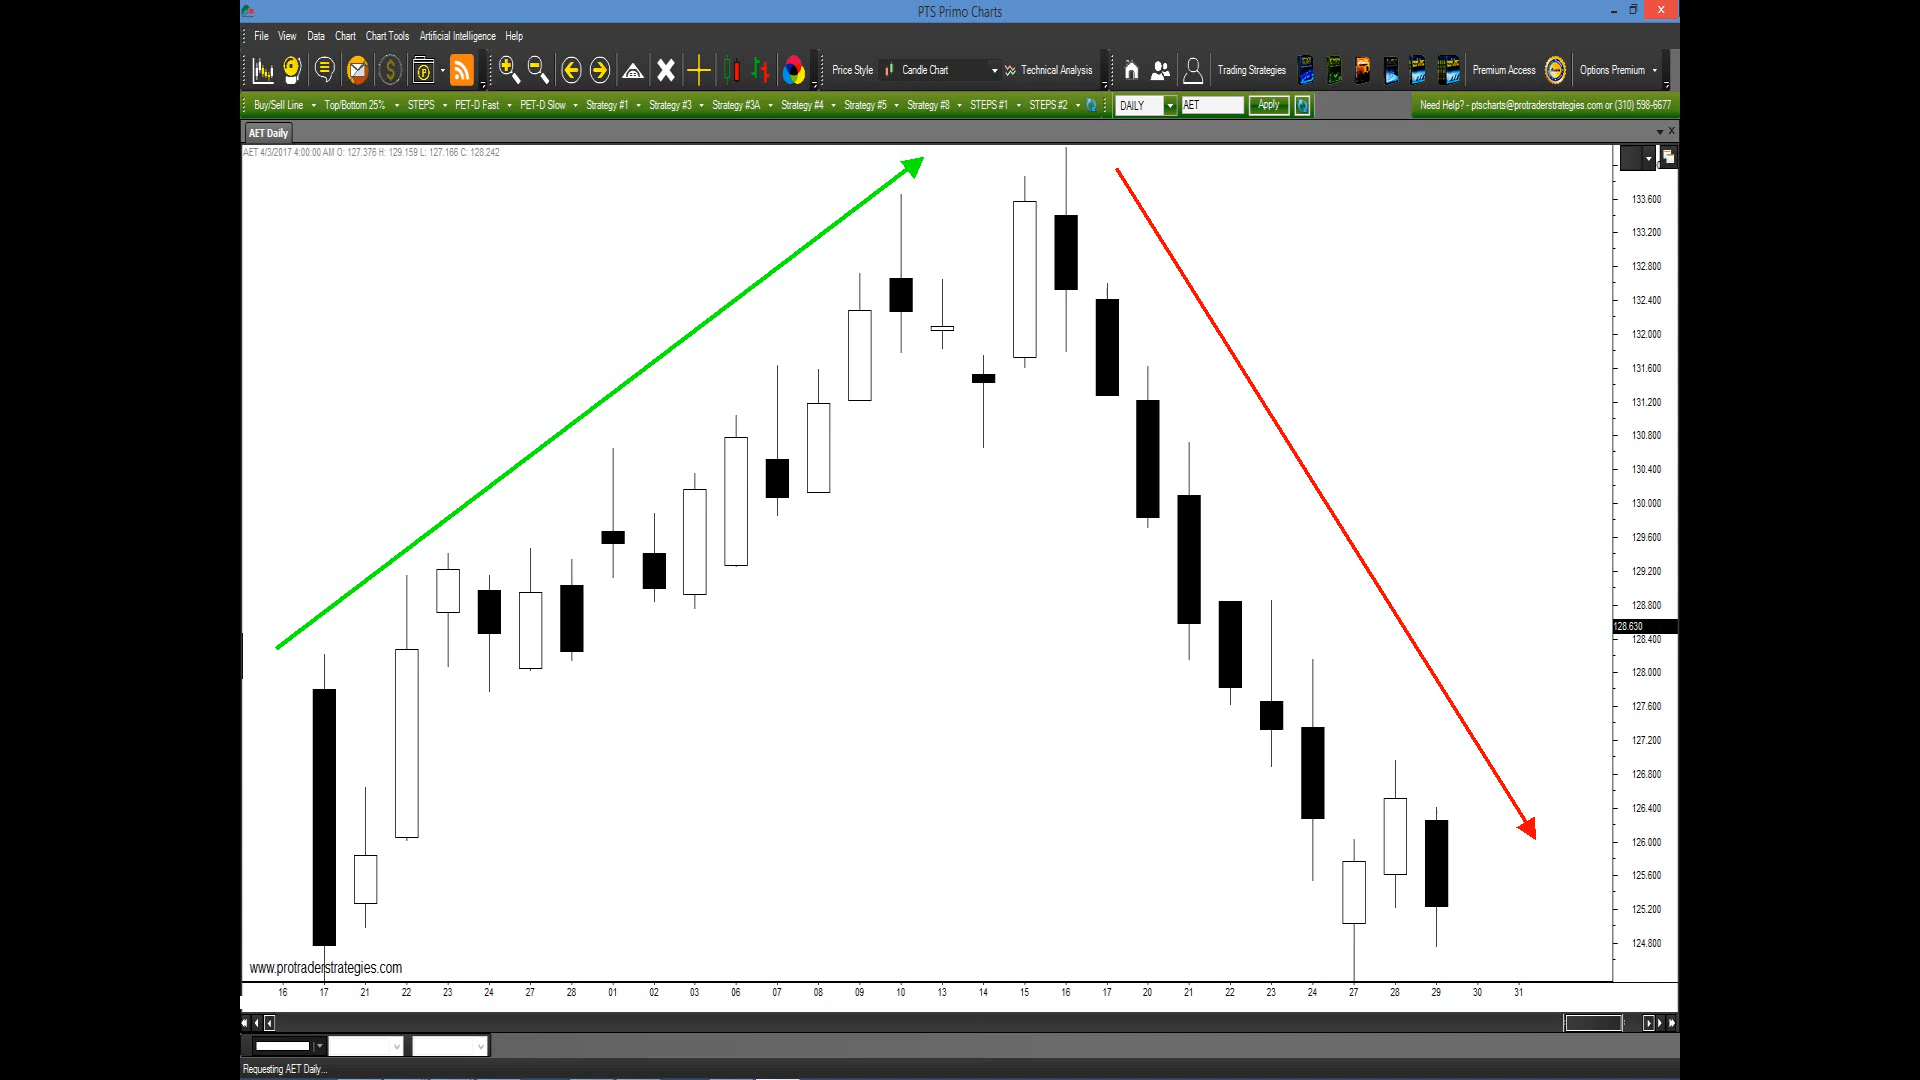 PTS Primo Charts
File View Data Chart Chart Tools Artificial Intelligence Help
Price Style Candle Chart Technical Analysis Trading Strategies Premium Access Options Premium
Buy/Sell Line Top/Bottom 25% STEPS PET-D Fast PET-D Slow Strategy #1 Strategy #3 Strategy #3A Strategy #4 Strategy #5 Strategy #8 STEPS #1 STEPS #2 DAILY AET Apply Need Help? - ptscharts@protraderstrategies.com or (310) 598-6677
AET Daily
AET 4/3/2017 4:00:00 AM O: 127.376 H: 129.159 L: 127.166 C: 128.242
133.600
133.200
132.800
132.400
132.000
131.600
131.200
130.800
130.400
130.000
129.600
129.200
128.800
128.630
128.400
128.000
127.600
127.200
126.800
126.400
126.000
125.600
125.200
124.800
www.protraderstrategies.com
16 17 21 22 23 24 27 28 01 02 03 06 07 08 09 10 13 14 15 16 17 20 21 22 23 24 27 28 29 30 31
Requesting AET Daily...